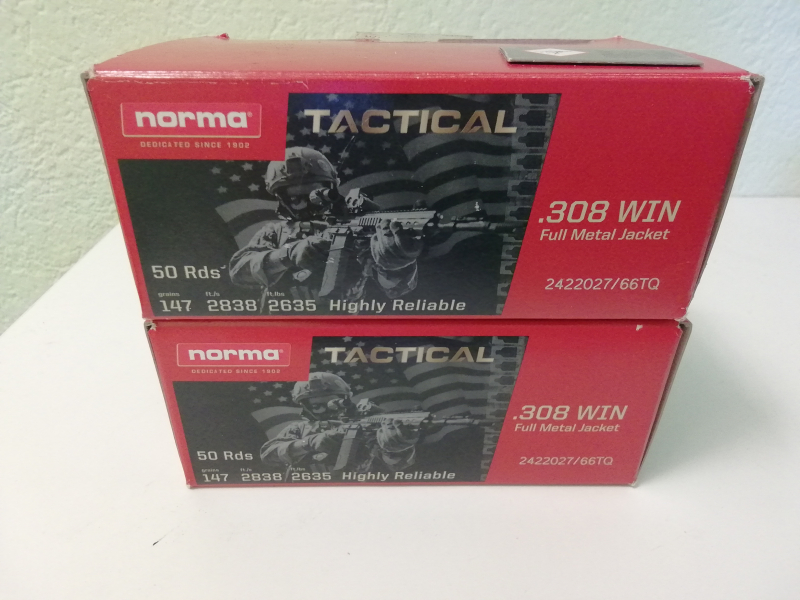 norma®
DEDICATED SINCE 1902
TACTICAL
.308 WIN
Full Metal Jacket
50 Rds
grains ft./s ft./lbs
147 2838 2635 Highly Reliable
2422027/66TQ
norma®
DEDICATED SINCE 1902
TACTICAL
.308 WIN
Full Metal Jacket
50 Rds
grains ft./s ft./lbs
147 2838 2635 Highly Reliable
2422027/66TQ